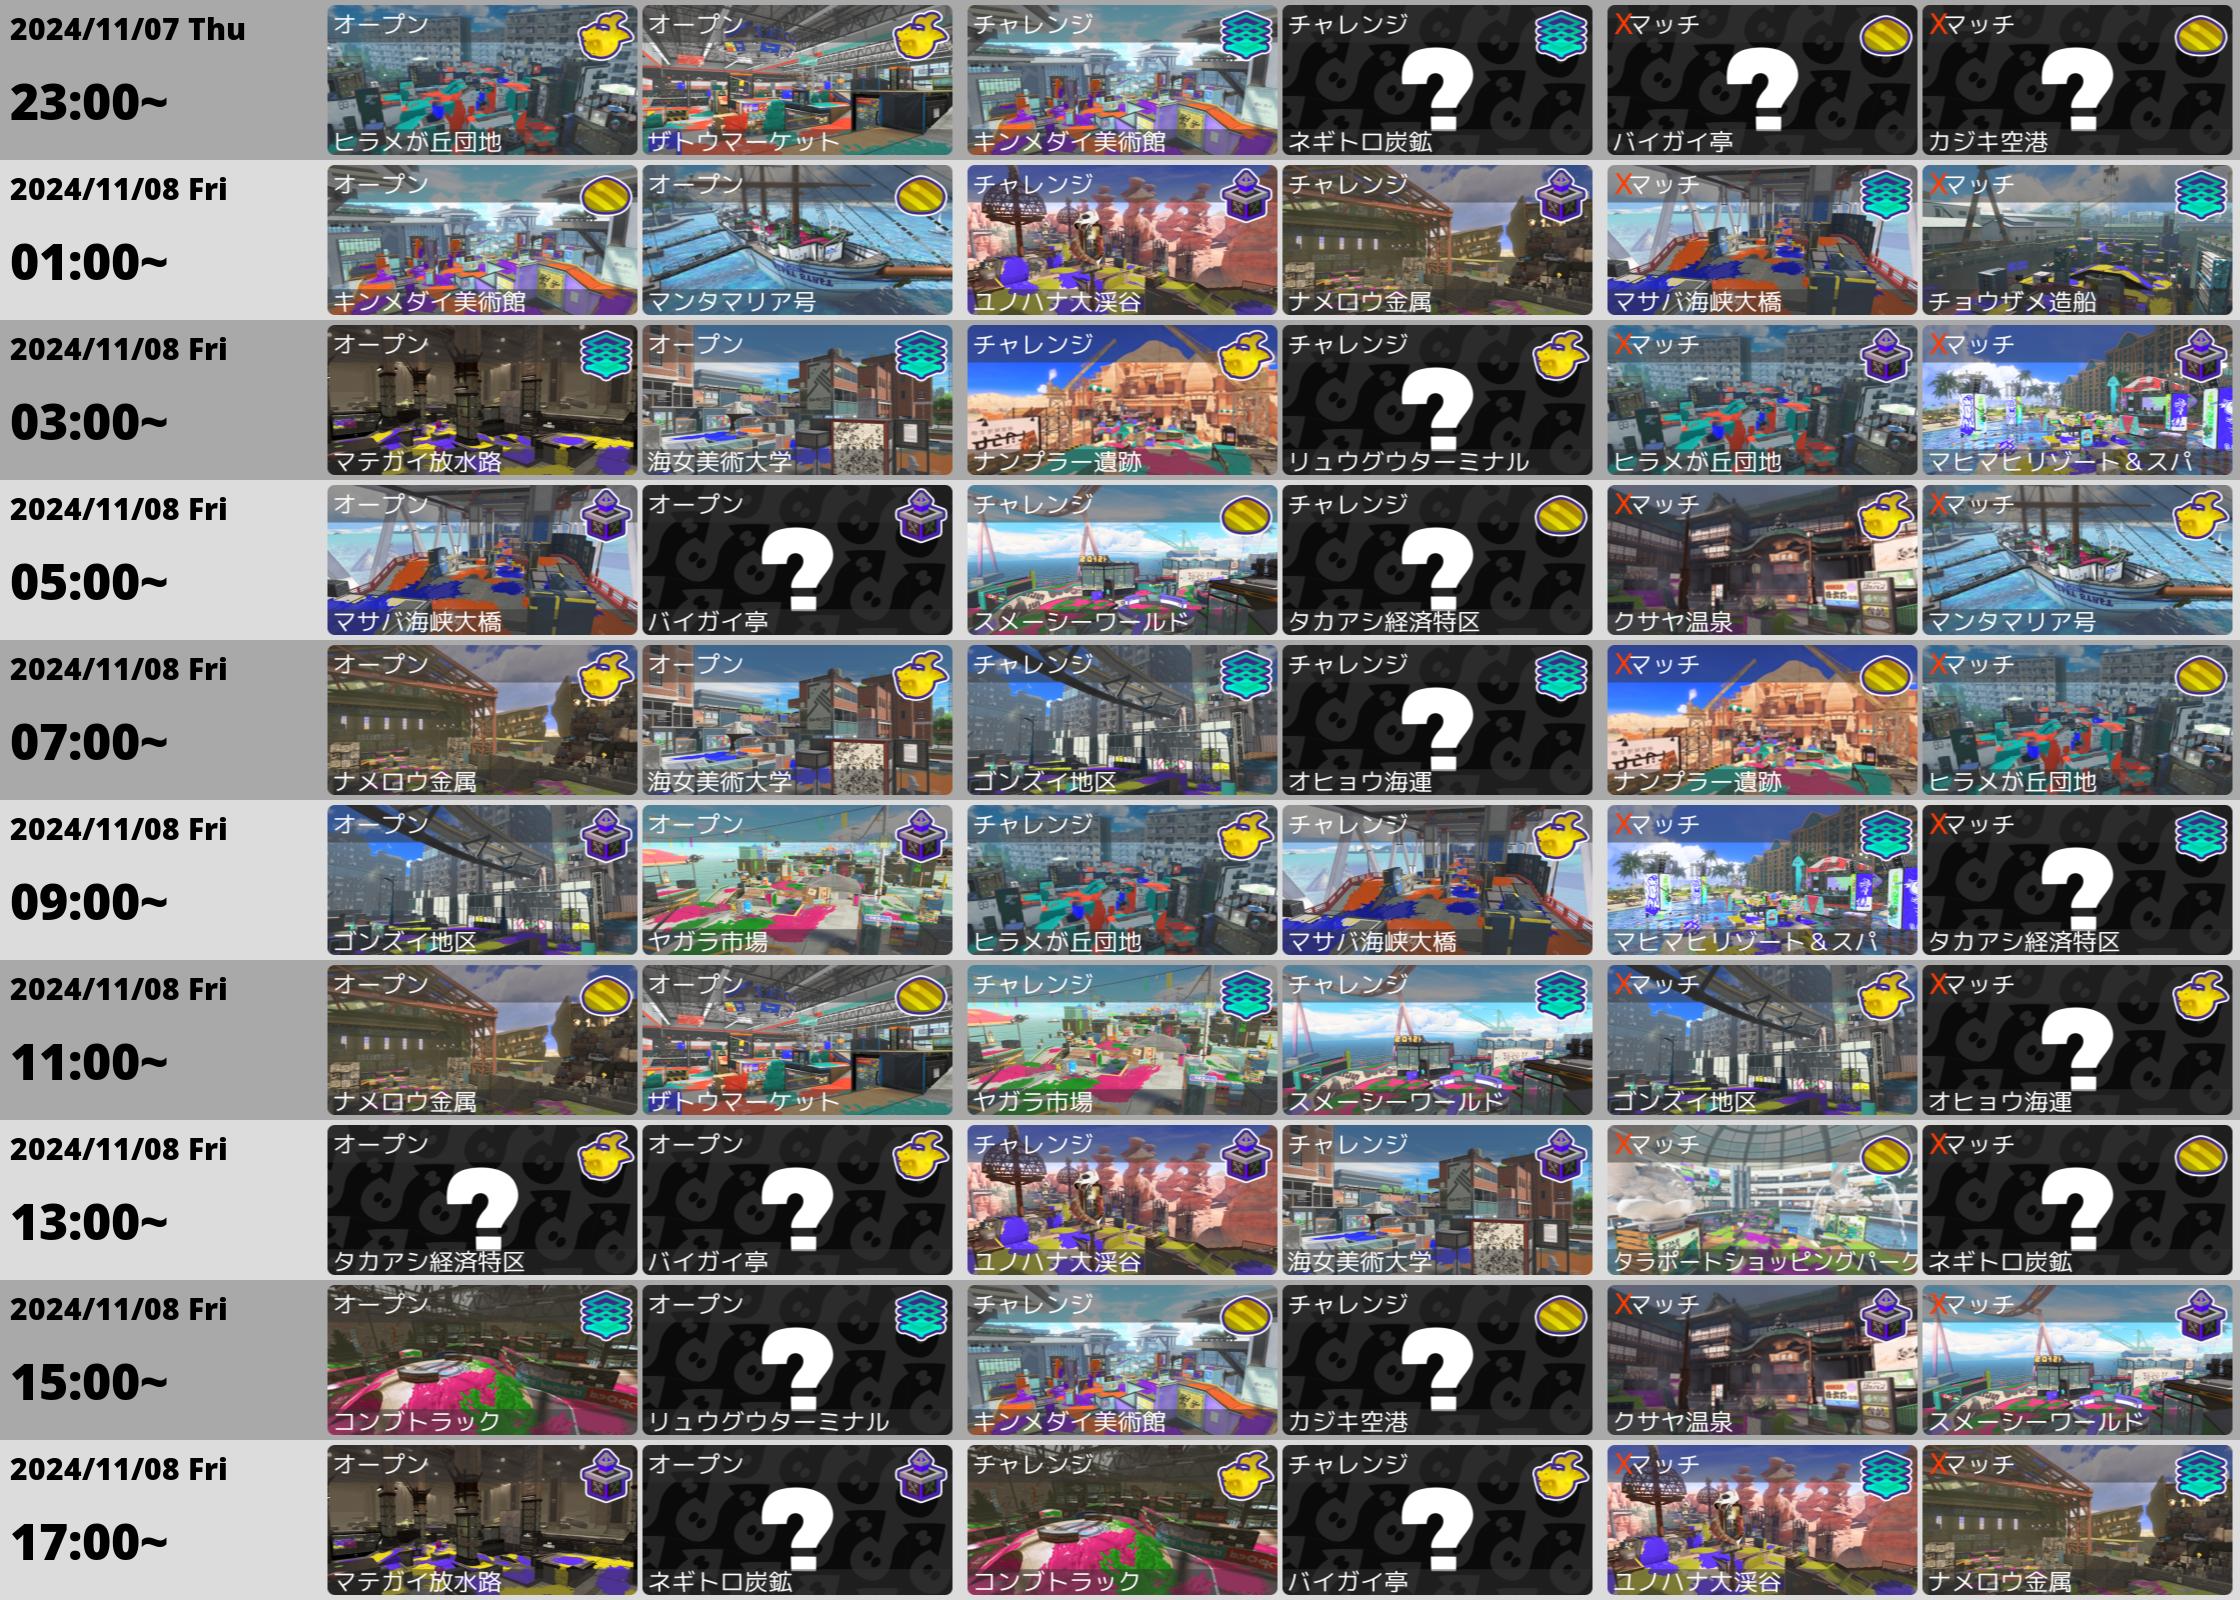 2024/11/07 Thu
23:00~
オープン オープン チャレンジ チャレンジ Xマッチ Xマッチ
ヒラメが丘団地 ザトウマーケット キンメダイ美術館 ネギトロ炭鉱 バイガイ亭 カジキ空港
2024/11/08 Fri
01:00~
オープン オープン チャレンジ チャレンジ Xマッチ Xマッチ
キンメダイ美術館 マンタマリア号 ユノハナ大渓谷 ナメロウ金属 マサバ海峡大橋 チョウザメ造船
2024/11/08 Fri
03:00~
オープン オープン チャレンジ チャレンジ Xマッチ Xマッチ
マテガイ放水路 海女美術大学 ナンプラー遺跡 リュウグウターミナル ヒラメが丘団地 マヒマヒリゾート＆スパ
2024/11/08 Fri
05:00~
オープン オープン チャレンジ チャレンジ Xマッチ Xマッチ
マサバ海峡大橋 バイガイ亭 スメーシーワールド タカアシ経済特区 クサヤ温泉 マンタマリア号
2024/11/08 Fri
07:00~
オープン オープン チャレンジ チャレンジ Xマッチ Xマッチ
ナメロウ金属 海女美術大学 ゴンズイ地区 オヒョウ海運 ナンプラー遺跡 ヒラメが丘団地
2024/11/08 Fri
09:00~
オープン オープン チャレンジ チャレンジ Xマッチ Xマッチ
ゴンズイ地区 ヤガラ市場 ヒラメが丘団地 マサバ海峡大橋 マヒマヒリゾート＆スパ タカアシ経済特区
2024/11/08 Fri
11:00~
オープン オープン チャレンジ チャレンジ Xマッチ Xマッチ
ナメロウ金属 ザトウマーケット ヤガラ市場 スメーシーワールド ゴンズイ地区 オヒョウ海運
2024/11/08 Fri
13:00~
オープン オープン チャレンジ チャレンジ Xマッチ Xマッチ
タカアシ経済特区 バイガイ亭 ユノハナ大渓谷 海女美術大学 タラポートショッピングパーク ネギトロ炭鉱
2024/11/08 Fri
15:00~
オープン オープン チャレンジ チャレンジ Xマッチ Xマッチ
コンブトラック リュウグウターミナル キンメダイ美術館 カジキ空港 クサヤ温泉 スメーシーワールド
2024/11/08 Fri
17:00~
オープン オープン チャレンジ チャレンジ Xマッチ Xマッチ
マテガイ放水路 ネギトロ炭鉱 コンブトラック バイガイ亭 ユノハナ大渓谷 ナメロウ金属